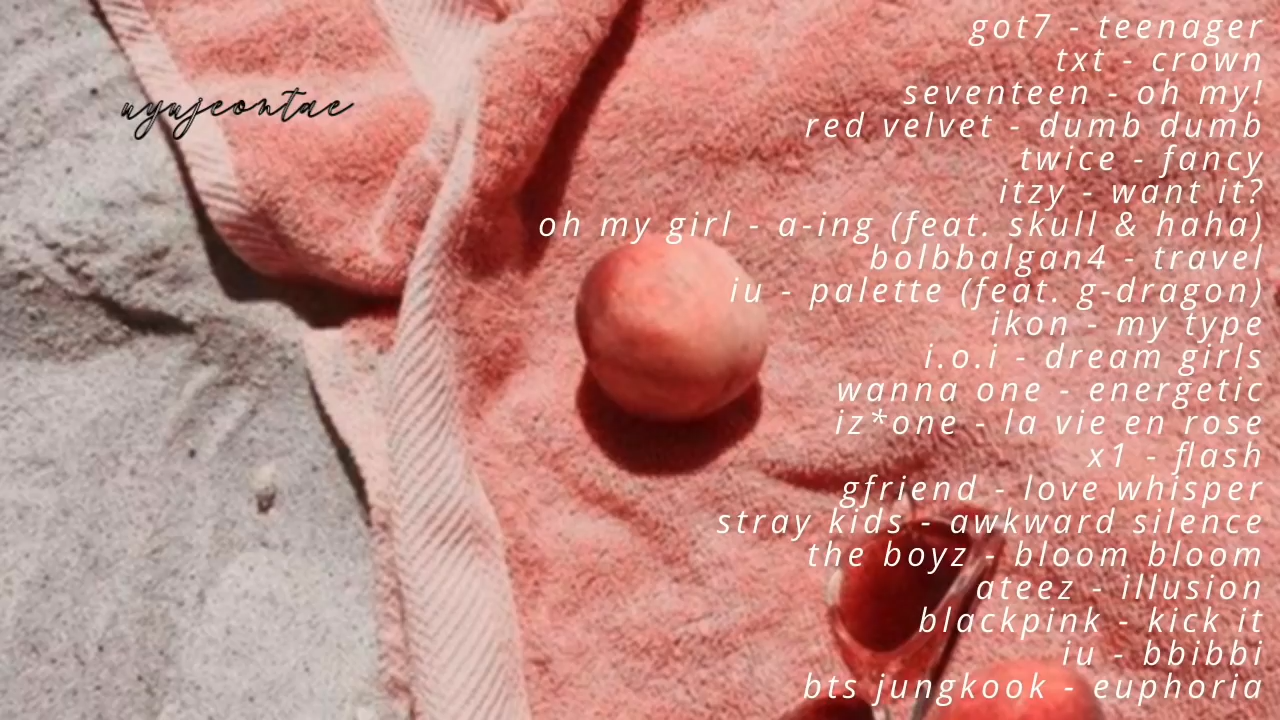 uyujeontae
got7 - teenager
txt - crown
seventeen - oh my!
red velvet - dumb dumb
twice - fancy
itzy - want it?
oh my girl - a-ing (feat. skull & haha)
bolbbalgan4 - travel
iu - palette (feat. g-dragon)
ikon - my type
i.o.i - dream girls
wanna one - energetic
iz*one - la vie en rose
x1 - flash
gfriend - love whisper
stray kids - awkward silence
the boyz - bloom bloom
ateez - illusion
blackpink - kick it
iu - bbibbi
bts jungkook - euphoria